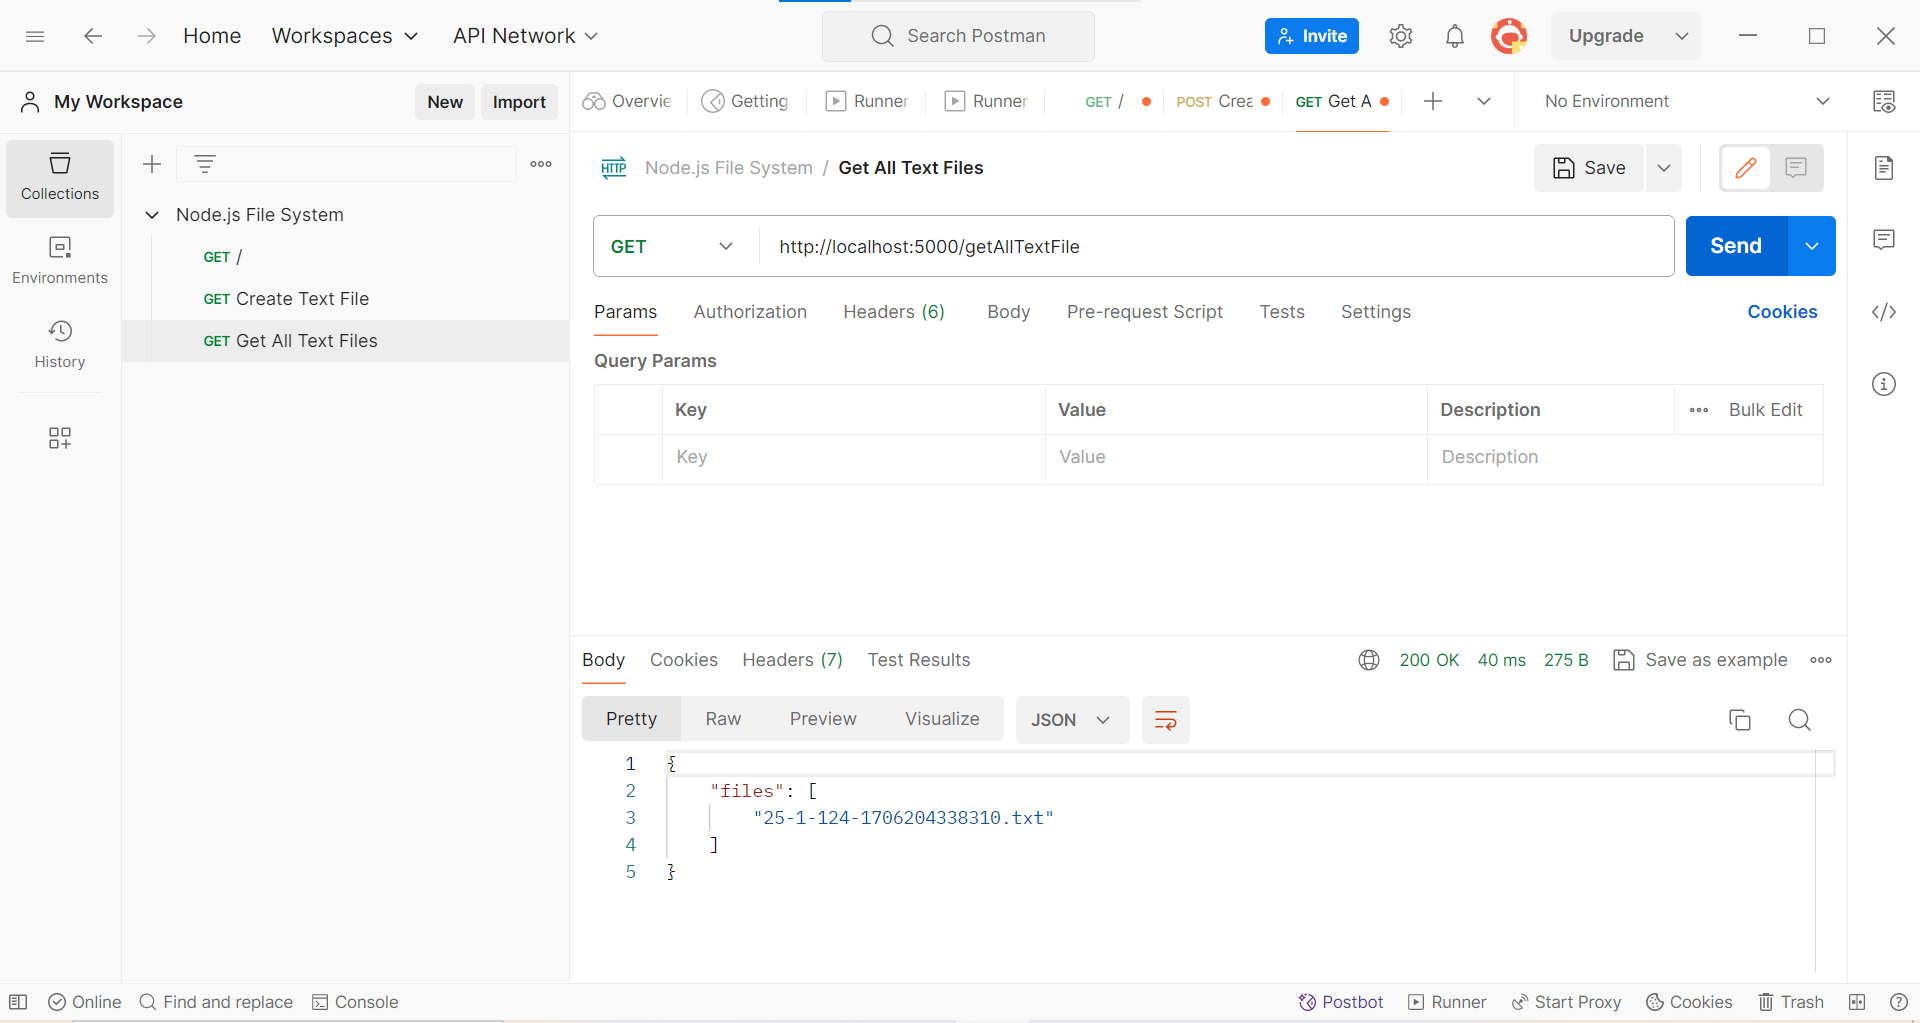 Home Workspaces API Network Search Postman Invite Upgrade
My Workspace New Import
Overvie Getting Runner Runner GET / POST Crea GET Get A No Environment
Collections
Environments
History
Node.js File System
GET /
GET Create Text File
GET Get All Text Files
HTTP Node.js File System / Get All Text Files Save
GET http://localhost:5000/getAllTextFile Send
Params Authorization Headers (6) Body Pre-request Script Tests Settings Cookies
Query Params
Key Value Description Bulk Edit
Key Value Description
Body Cookies Headers (7) Test Results 200 OK 40 ms 275 B Save as example
Pretty Raw Preview Visualize JSON
1 {
2 "files": [
3 "25-1-124-1706204338310.txt"
4 ]
5 }
Online Find and replace Console Postbot Runner Start Proxy Cookies Trash